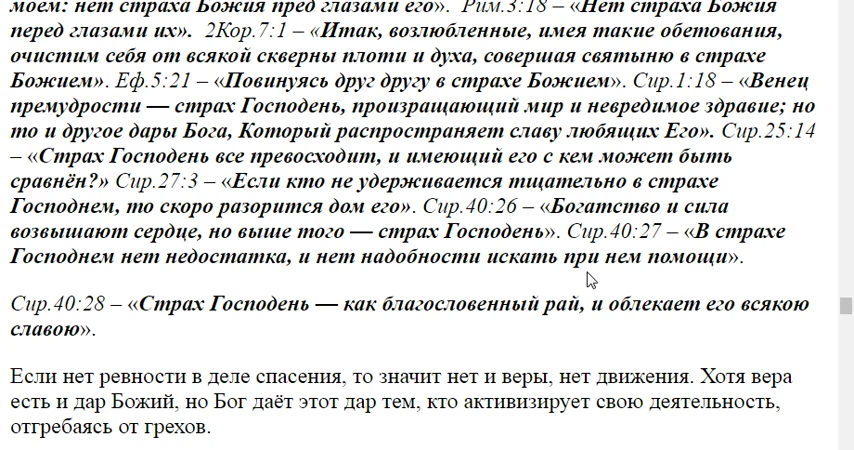 моем: нет страха Божия пред глазами его». Рим.3:18 – «Нет страха Божия
перед глазами их». 2Кор.7:1 – «Итак, возлюбленные, имея такие обетования,
очистим себя от всякой скверны плоти и духа, совершая святыню в страхе
Божием». Еф.5:21 – «Повинуясь друг другу в страхе Божием». Сир.1:18 – «Венец
премудрости — страх Господень, произращающий мир и невредимое здравие; но
то и другое дары Бога, Который распространяет славу любящих Его». Сир.25:14
– «Страх Господень все превосходит, и имеющий его с кем может быть
сравнён?» Сир.27:3 – «Если кто не удерживается тщательно в страхе
Господнем, то скоро разорится дом его». Сир.40:26 – «Богатство и сила
возвышают сердце, но выше того — страх Господень». Сир.40:27 – «В страхе
Господнем нет недостатка, и нет надобности искать при нем помощи».
Сир.40:28 – «Страх Господень — как благословенный рай, и облекает его всякою
славою».
Если нет ревности в деле спасения, то значит нет и веры, нет движения. Хотя вера
есть и дар Божий, но Бог даёт этот дар тем, кто активизирует свою деятельность,
отгребаясь от грехов.